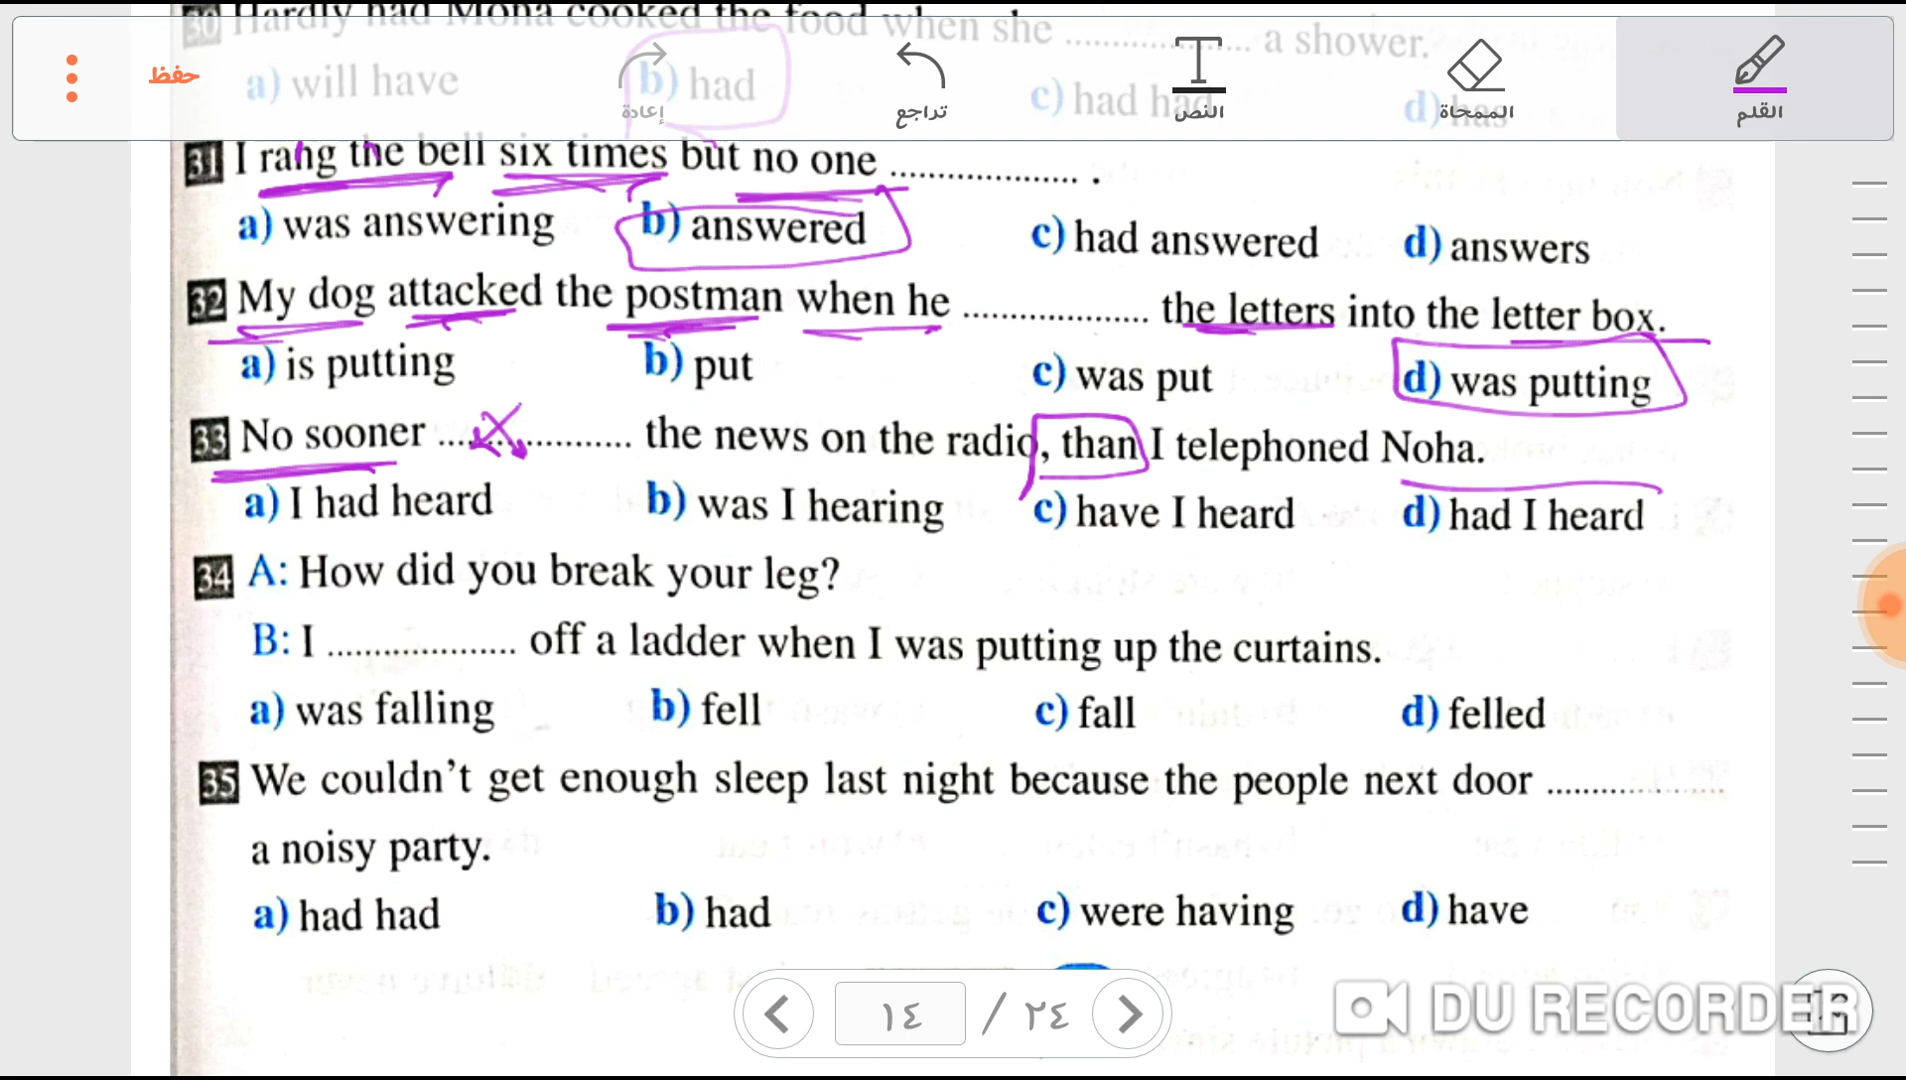 30 Hardly had Mona cooked the food when she .................... a shower.
a) will have b) had c) had had d) has
حفظ إعادة تراجع النص الممحاة القلم
31 I rang the bell six times but no one .................... .
a) was answering b) answered c) had answered d) answers
32 My dog attacked the postman when he .................... the letters into the letter box.
a) is putting b) put c) was put d) was putting
33 No sooner .................... the news on the radio, than I telephoned Noha.
a) I had heard b) was I hearing c) have I heard d) had I heard
34 A: How did you break your leg?
B: I .................... off a ladder when I was putting up the curtains.
a) was falling b) fell c) fall d) felled
35 We couldn't get enough sleep last night because the people next door ....................
a noisy party.
a) had had b) had c) were having d) have
١٤ / ٢٤
DU RECORDER